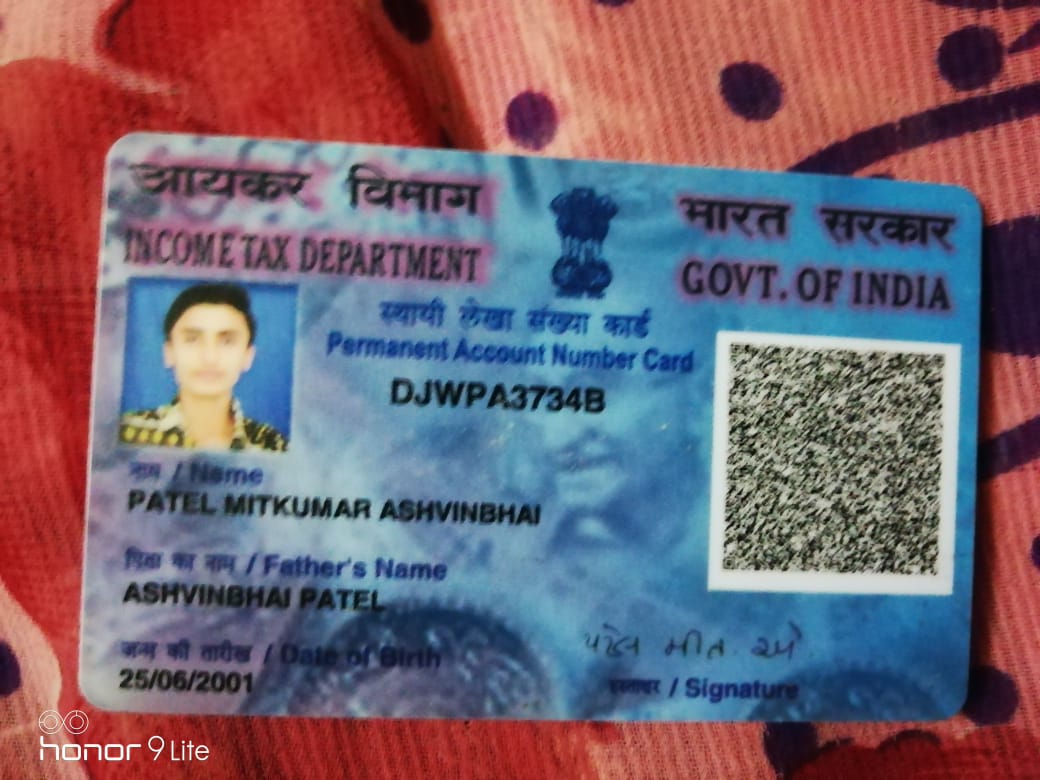 आयकर विभाग
INCOME TAX DEPARTMENT
भारत सरकार
GOVT. OF INDIA
स्थायी लेखा संख्या कार्ड
Permanent Account Number Card
DJWPA3734B
नाम / Name
PATEL MITKUMAR ASHVINBHAI
पिता का नाम / Father's Name
ASHVINBHAI PATEL
जन्म की तारीख / Date of Birth
25/06/2001
પટેલ મીત. અે.
हस्ताक्षर / Signature
honor 9 Lite